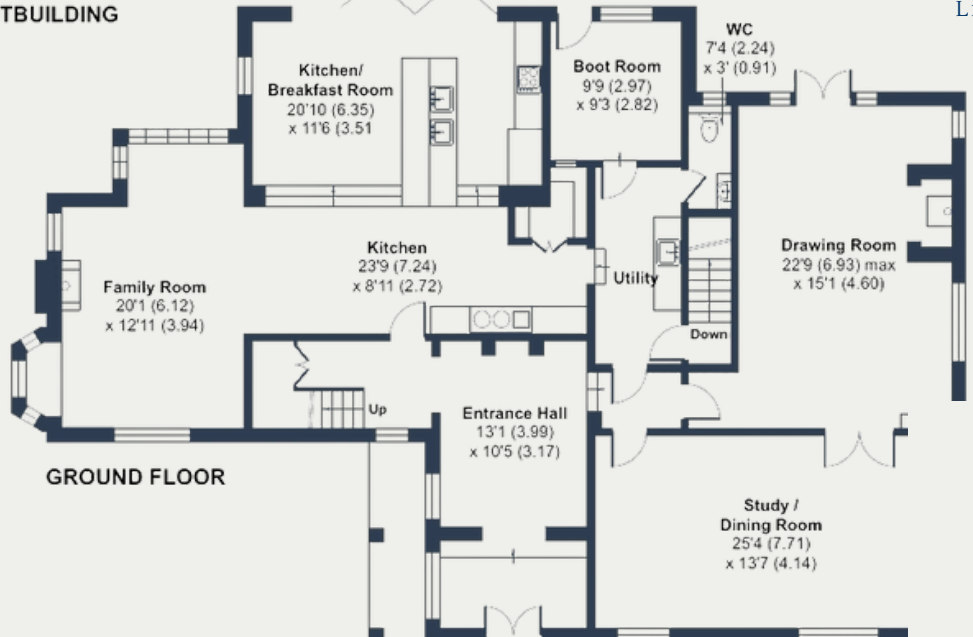 TBUILDING
L
WC
7'4 (2.24)
x 3' (0.91)
Kitchen/
Breakfast Room
20'10 (6.35)
x 11'6 (3.51
Boot Room
9'9 (2.97)
x 9'3 (2.82)
Kitchen
23'9 (7.24)
x 8'11 (2.72)
Drawing Room
22'9 (6.93) max
x 15'1 (4.60)
Utility
Family Room
20'1 (6.12)
x 12'11 (3.94)
Down
Up
Entrance Hall
13'1 (3.99)
x 10'5 (3.17)
GROUND FLOOR
Study /
Dining Room
25'4 (7.71)
x 13'7 (4.14)